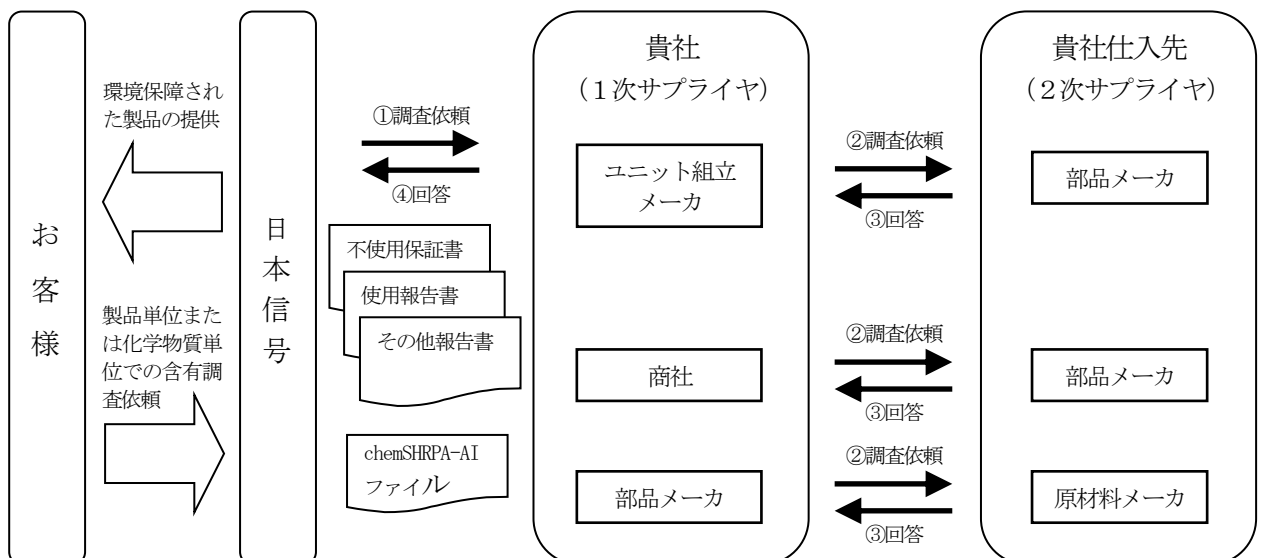 お客様
環境保障され
た製品の提供
製品単位また
は化学物質単
位での含有調
査依頼
日本信号
①調査依頼
④回答
不使用保証書
使用報告書
その他報告書
chemSHRPA-AI
ファイル
貴社
（１次サプライヤ）
ユニット組立
メーカ
商社
部品メーカ
②調査依頼
③回答
②調査依頼
③回答
②調査依頼
③回答
貴社仕入先
（２次サプライヤ）
部品メーカ
部品メーカ
原材料メーカ